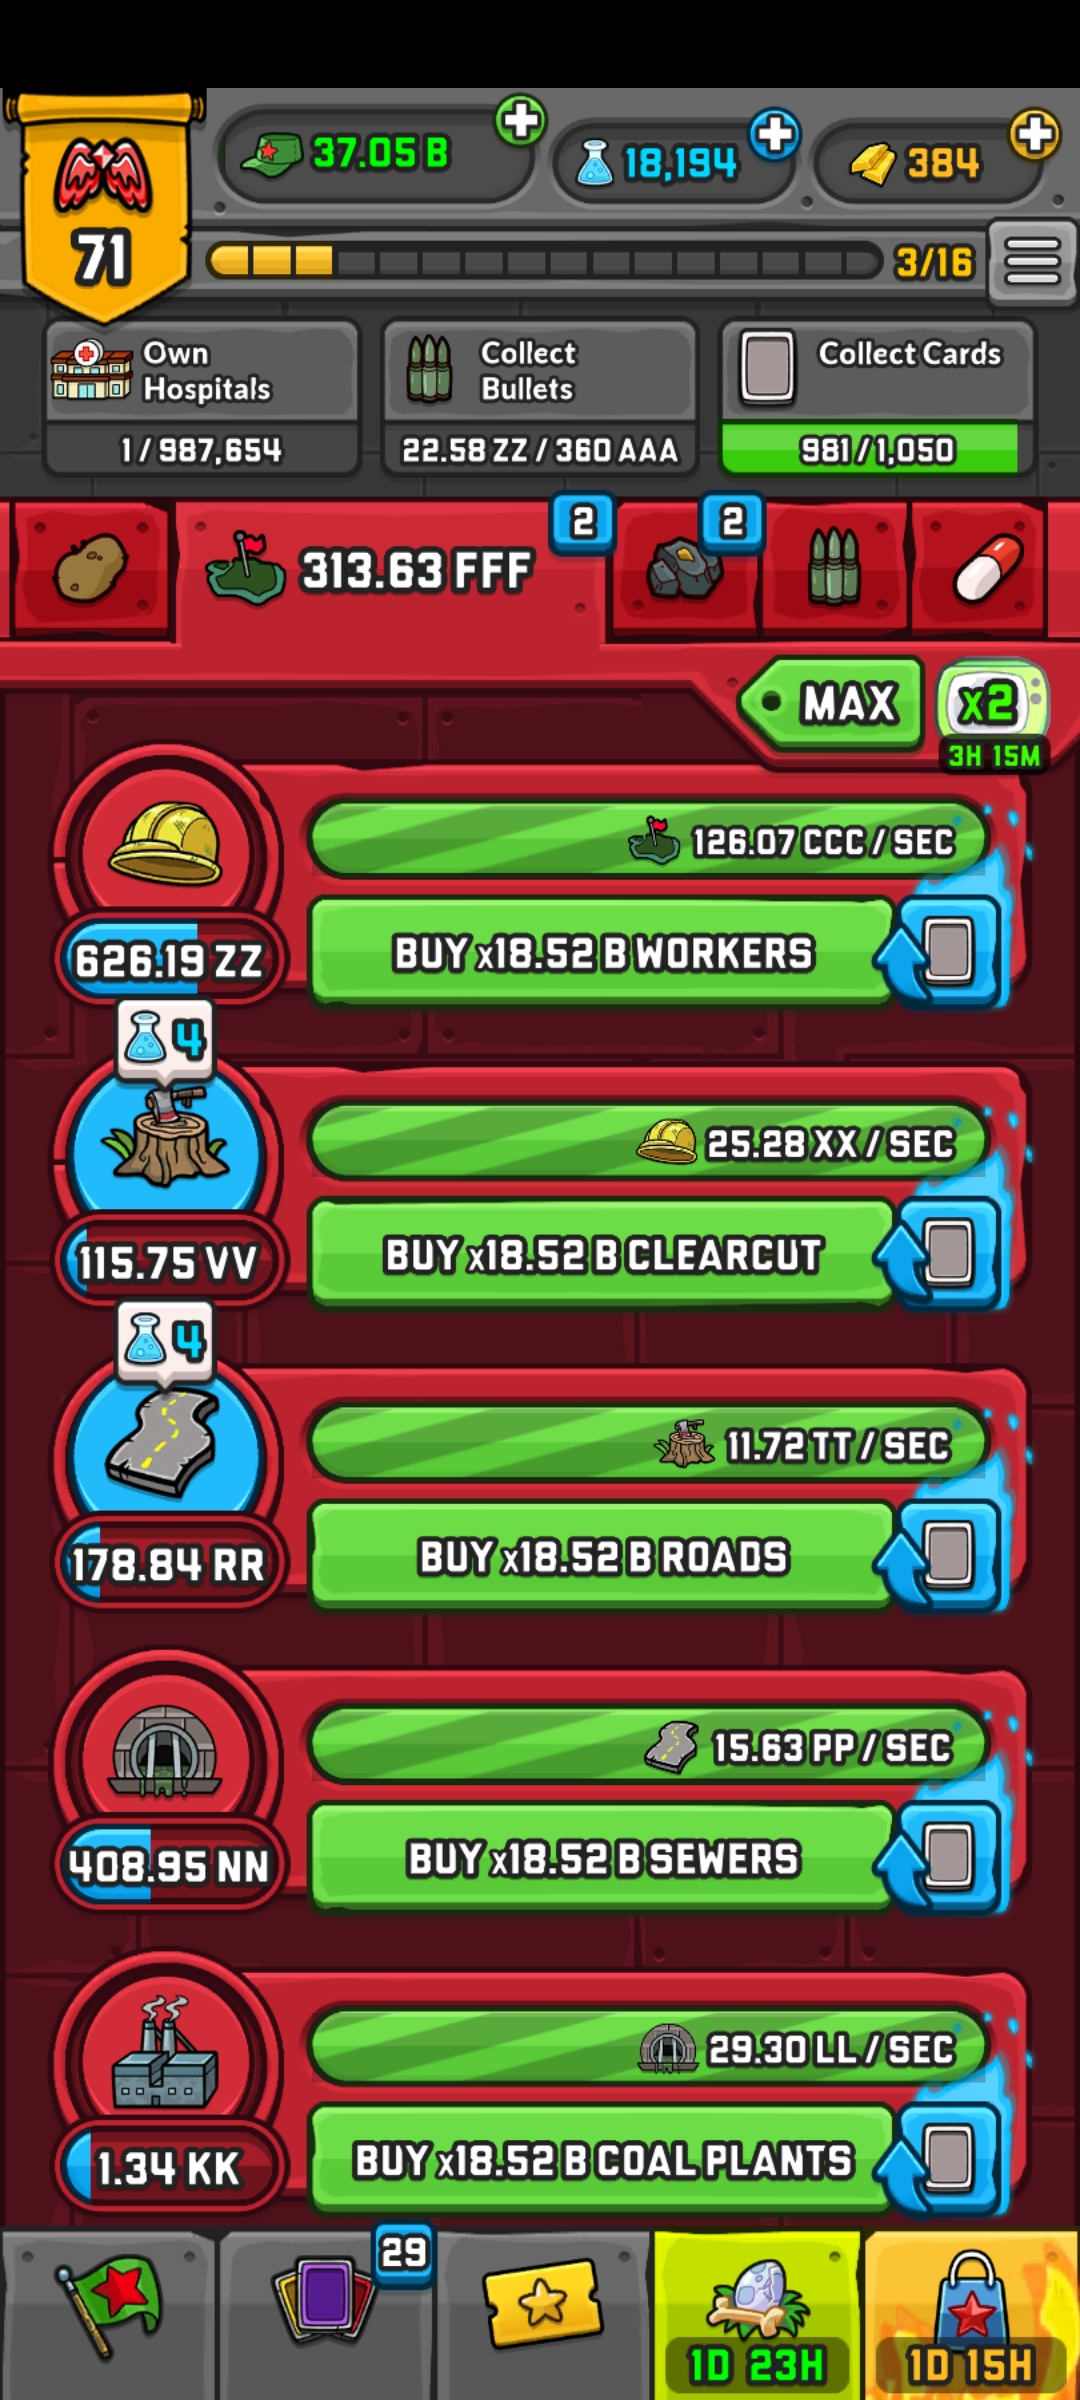 37.05 B
18,194
384
71
3/16
Own
Hospitals
1 / 987,654
Collect
Bullets
22.58 ZZ / 360 AAA
Collect Cards
981 / 1,050
313.63 FFF
2
2
MAX
x2
3H 15M
126.07 CCC / SEC
626.19 ZZ
BUY x18.52 B WORKERS
4
25.28 XX / SEC
115.75 VV
BUY x18.52 B CLEARCUT
4
11.72 TT / SEC
178.84 RR
BUY x18.52 B ROADS
15.63 PP / SEC
408.95 NN
BUY x18.52 B SEWERS
29.30 LL / SEC
1.34 KK
BUY x18.52 B COAL PLANTS
29
1D 23H
1D 15H